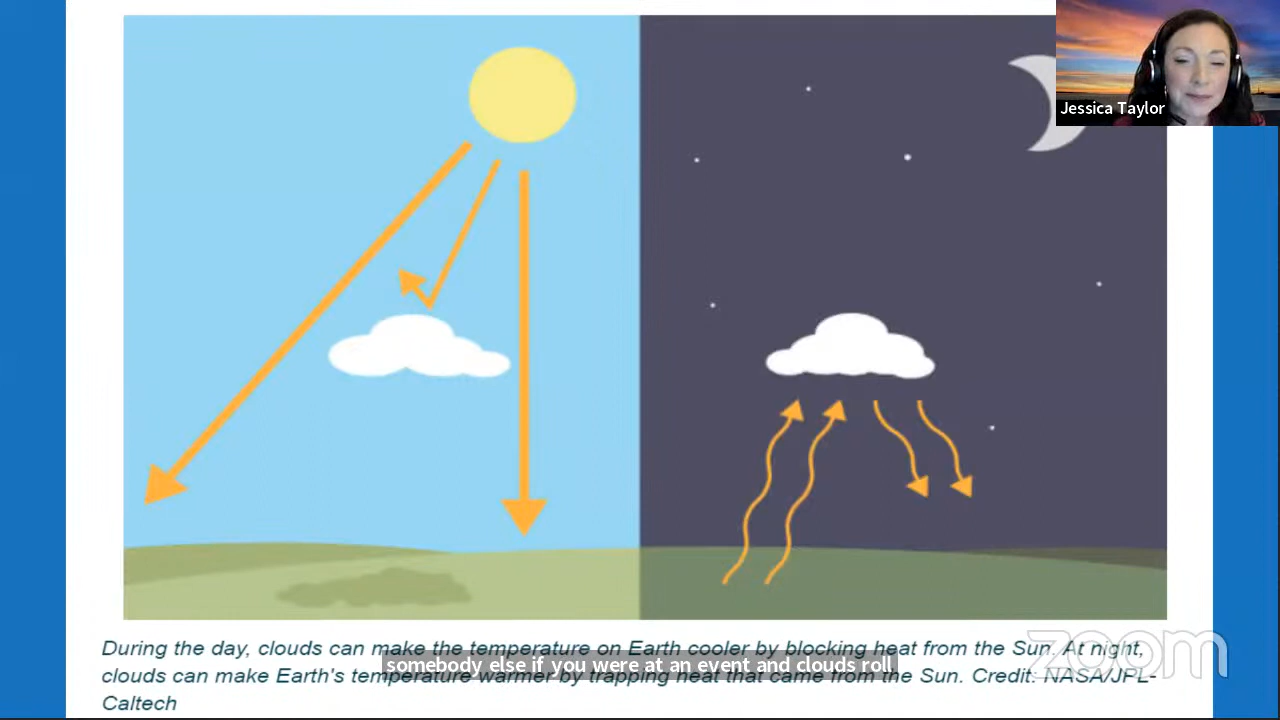 Jessica Taylor
During the day, clouds can make the temperature on Earth cooler by blocking heat from the Sun. At night,
somebody else if you were at an event and clouds roll
clouds can make Earth's temperature warmer by trapping heat that came from the Sun. Credit: NASA/JPL-
Caltech
zoom